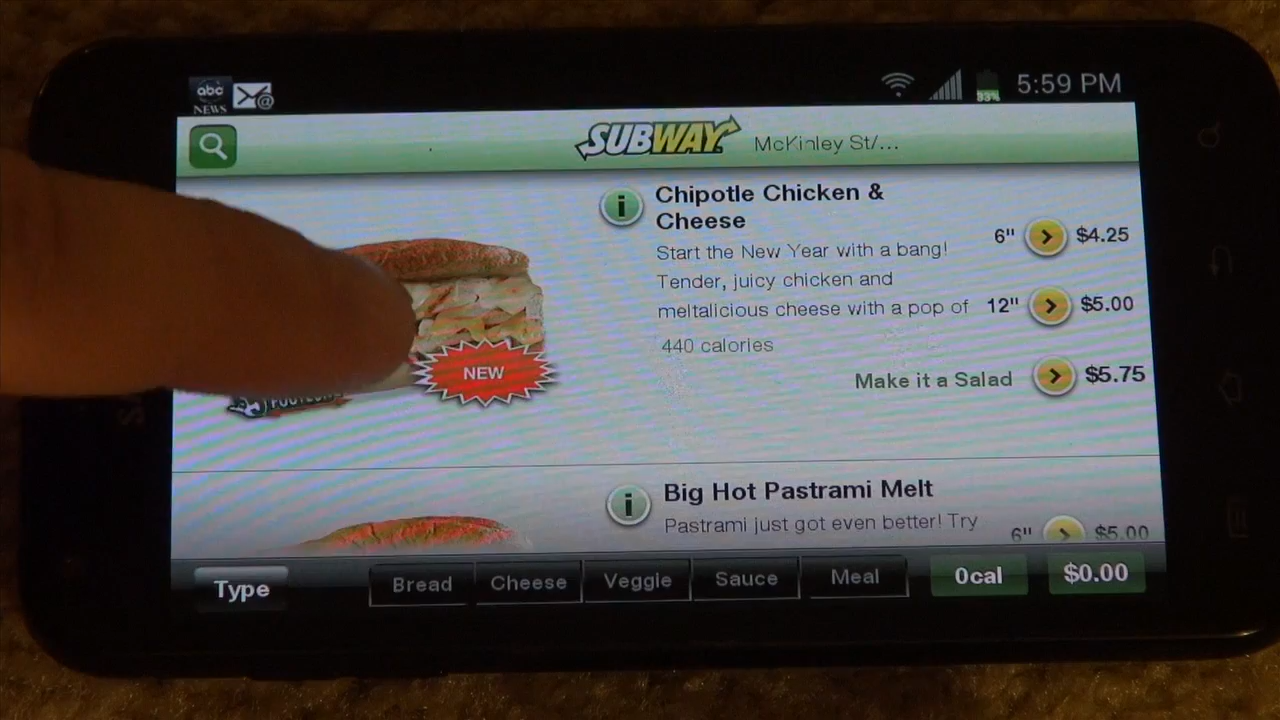 abc
NEWS
33%
5:59 PM
SUBWAY
McKinley St/...
Chipotle Chicken &
Cheese
6" $4.25
Start the New Year with a bang!
Tender, juicy chicken and
meltalicious cheese with a pop of
12" $5.00
440 calories
Make it a Salad $5.75
NEW
Big Hot Pastrami Melt
Pastrami just got even better! Try
6" $5.00
Type
Bread
Cheese
Veggie
Sauce
Meal
0cal
$0.00